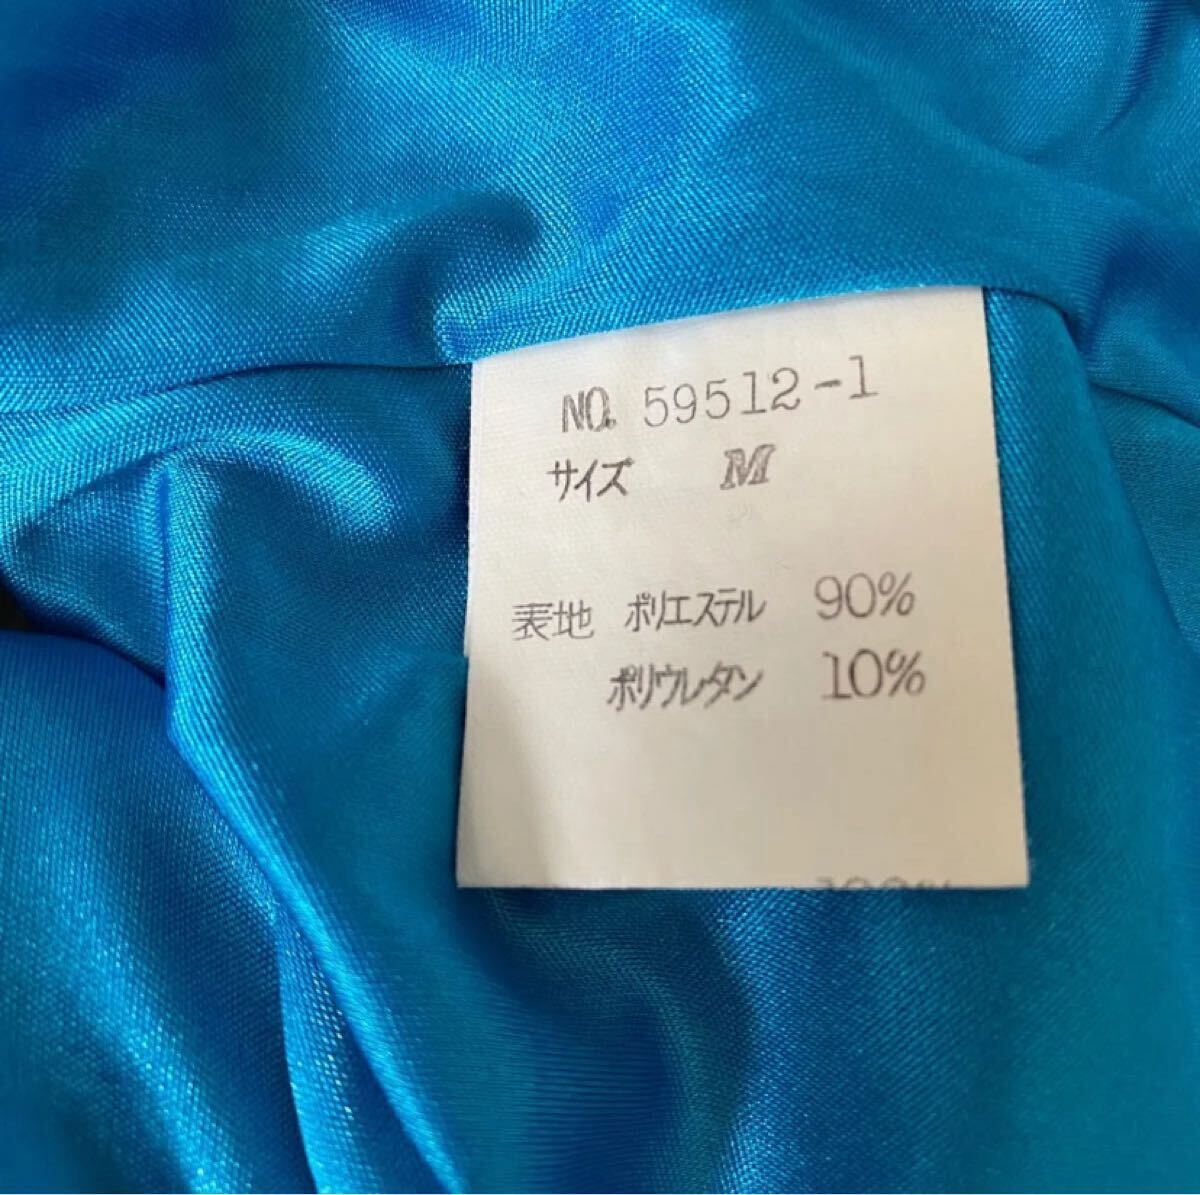 NO. 59512-1
サイズ M
表地 ポリエステル 90%
ポリウレタン 10%